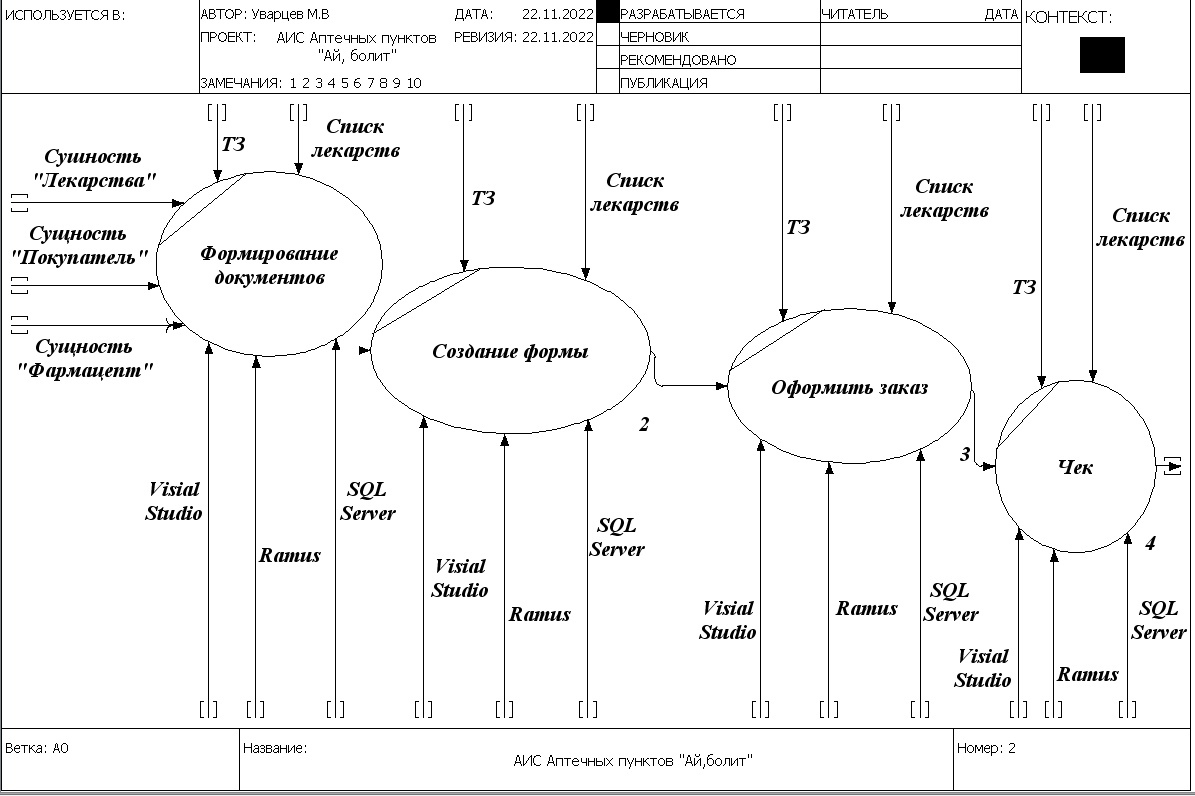 ИСПОЛЬЗУЕТСЯ В:
АВТОР: Уварцев М.В
ДАТА: 22.11.2022
РАЗРАБАТЫВАЕТСЯ
ЧИТАТЕЛЬ
ДАТА
КОНТЕКСТ:
ПРОЕКТ: АИС Аптечных пунктов
"Ай, болит"
РЕВИЗИЯ: 22.11.2022
ЧЕРНОВИК
РЕКОМЕНДОВАНО
ЗАМЕЧАНИЯ: 1 2 3 4 5 6 7 8 9 10
ПУБЛИКАЦИЯ
Сушность
"Лекарства"
Сущность
"Покупатель"
Сущность
"Фармацепт"
ТЗ
Списк
лекарств
Формирование
документов
Visial
Studio
Ramus
SQL
Server
ТЗ
Списк
лекарств
Создание формы
2
Visial
Studio
Ramus
SQL
Server
ТЗ
Списк
лекарств
Оформить заказ
3
Visial
Studio
Ramus
SQL
Server
ТЗ
Списк
лекарств
Чек
4
Visial
Studio
Ramus
SQL
Server
Ветка: A0
Название:
АИС Аптечных пунктов "Ай,болит"
Номер: 2